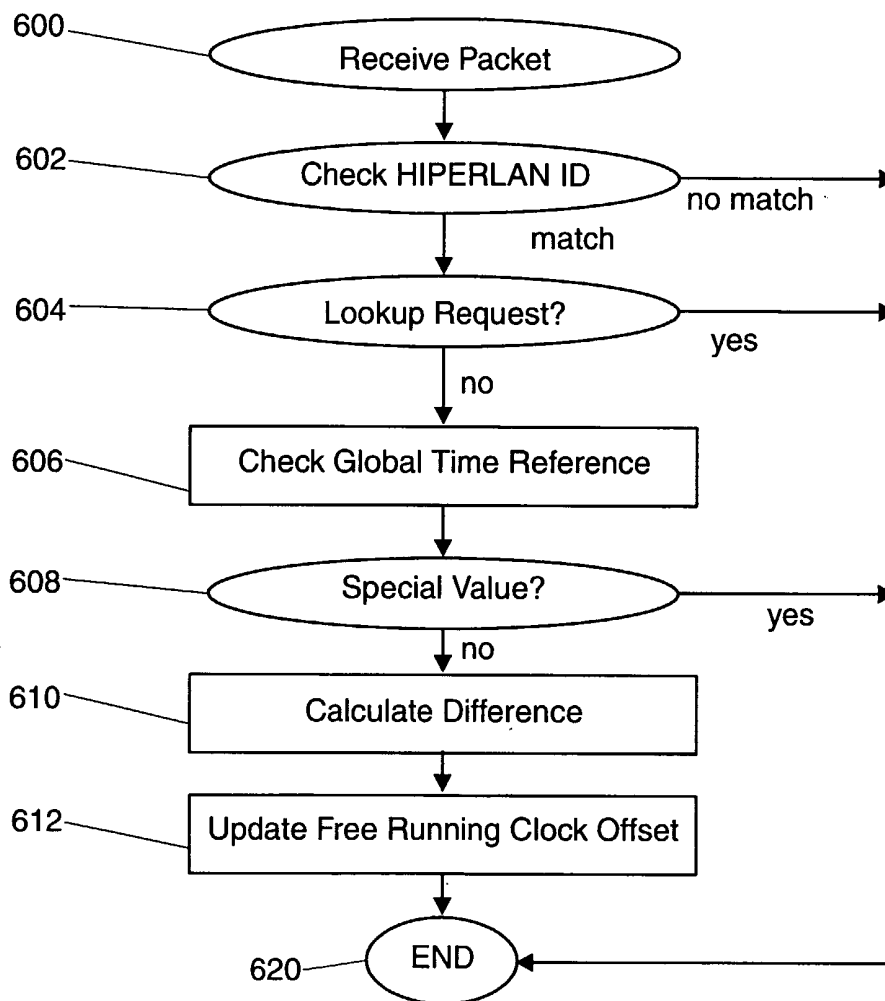 600
Receive Packet
602
Check HIPERLAN ID
no match
match
604
Lookup Request?
yes
no
606
Check Global Time Reference
608
Special Value?
yes
no
610
Calculate Difference
612
Update Free Running Clock Offset
620
END